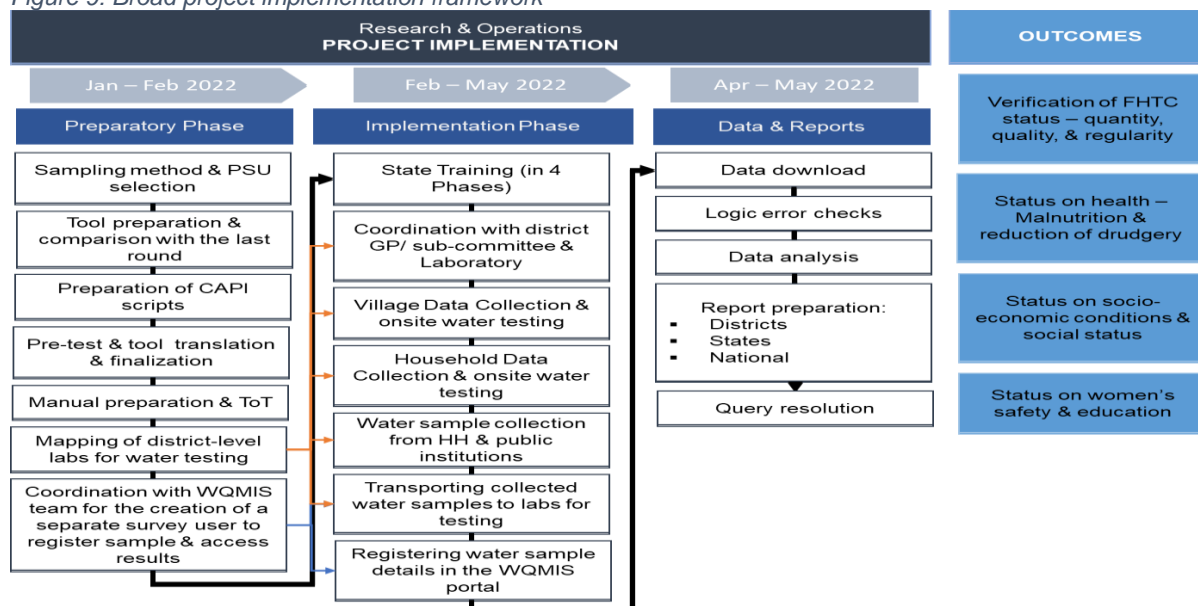 Figure 9: Broad project implementation framework
Research & Operations
PROJECT IMPLEMENTATION
OUTCOMES
Jan – Feb 2022
Feb – May 2022
Apr – May 2022
Preparatory Phase
Implementation Phase
Data & Reports
Sampling method & PSU
selection
Tool preparation &
comparison with the last
round
Preparation of CAPI
scripts
Pre-test & tool translation
& finalization
Manual preparation & ToT
Mapping of district-level
labs for water testing
Coordination with WQMIS
team for the creation of a
separate survey user to
register sample & access
results
State Training (in 4
Phases)
Coordination with district
GP/ sub-committee &
Laboratory
Village Data Collection &
onsite water testing
Household Data
Collection & onsite water
testing
Water sample collection
from HH & public
institutions
Transporting collected
water samples to labs for
testing
Registering water sample
details in the WQMIS
portal
Data download
Logic error checks
Data analysis
Report preparation:
▪ Districts
▪ States
▪ National
Query resolution
Verification of FHTC
status – quantity,
quality, & regularity
Status on health –
Malnutrition &
reduction of drudgery
Status on socio-
economic conditions &
social status
Status on women's
safety & education